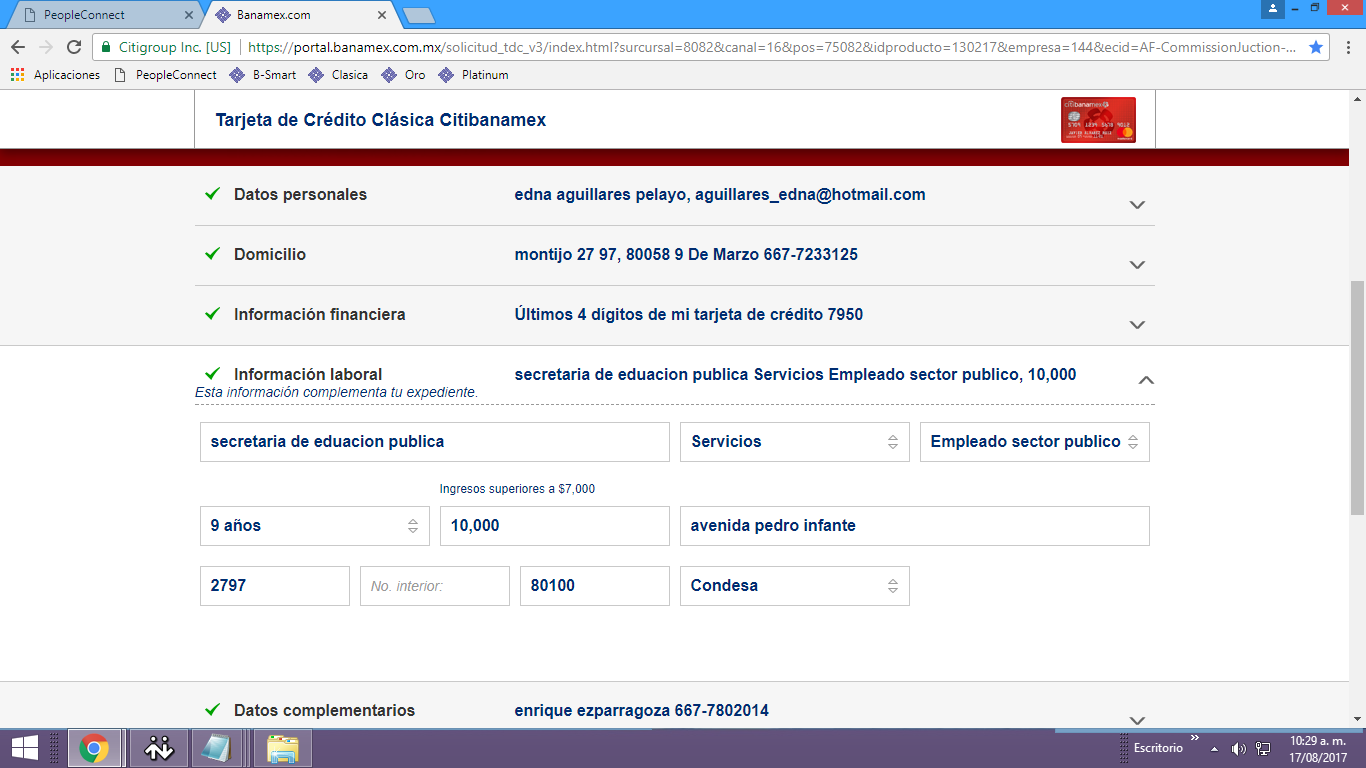 PeopleConnect
Banamex.com
Citigroup Inc. [US]
https://portal.banamex.com.mx/solicitud_tdc_v3/index.html?surcursal=8082&canal=16&pos=75082&idproducto=130217&empresa=144&ecid=AF-CommissionJuction-...
Aplicaciones PeopleConnect B-Smart Clasica Oro Platinum
Tarjeta de Crédito Clásica Citibanamex
citibanamex
Datos personales edna aguillares pelayo, aguillares_edna@hotmail.com
Domicilio montijo 27 97, 80058 9 De Marzo 667-7233125
Información financiera Últimos 4 dígitos de mi tarjeta de crédito 7950
Información laboral secretaria de eduacion publica Servicios Empleado sector publico, 10,000
Esta información complementa tu expediente.
secretaria de eduacion publica Servicios Empleado sector publico
Ingresos superiores a $7,000
9 años 10,000 avenida pedro infante
2797 No. interior: 80100 Condesa
Datos complementarios enrique ezparragoza 667-7802014
Escritorio
10:29 a. m.
17/08/2017